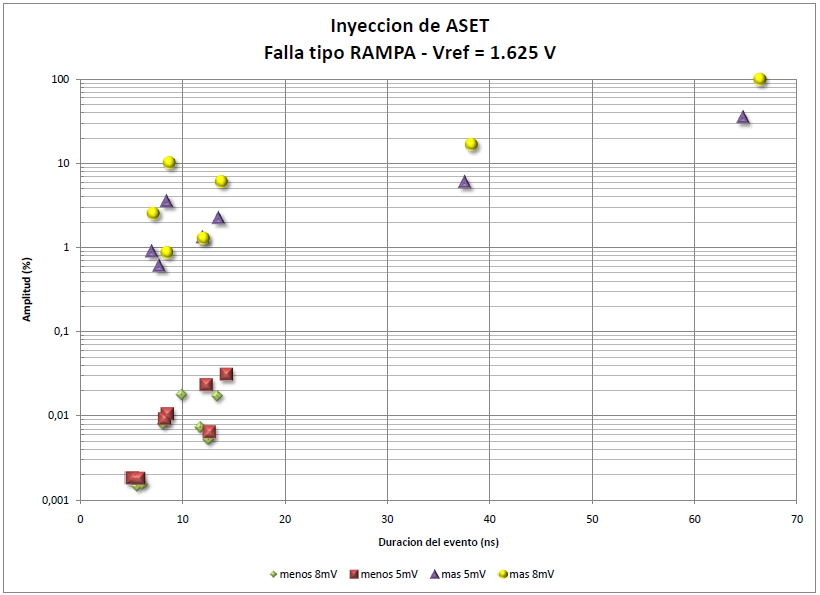 Inyeccion de ASET
Falla tipo RAMPA - Vref = 1.625 V
100
10
1
0,1
0,01
0,001
Amplitud (%)
0 10 20 30 40 50 60 70
Duracion del evento (ns)
menos 8mV menos 5mV mas 5mV mas 8mV